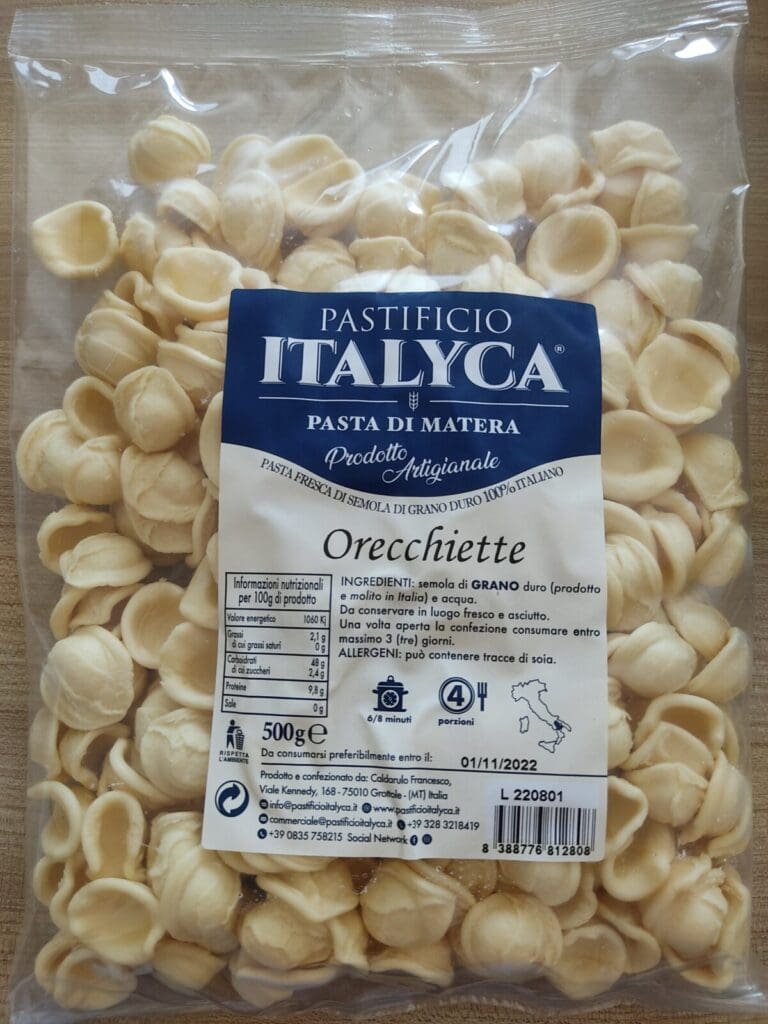 PASTIFICIO
ITALYCA®
PASTA DI MATERA
Prodotto Artigianale
PASTA FRESCA DI SEMOLA DI GRANO DURO 100% ITALIANO
Orecchiette
Informazioni nutrizionali
per 100g di prodotto
Valore energetico 1060 Kj
Grassi 2,1 g
di cui grassi saturi 0 g
Carboidrati 48 g
di cui zuccheri 2,4 g
Proteine 9,8 g
Sale 0 g
INGREDIENTI: semola di GRANO duro (prodotto
e molito in Italia) e acqua.
Da conservare in luogo fresco e asciutto.
Una volta aperta la confezione consumare entro
massimo 3 (tre) giorni.
ALLERGENI: può contenere tracce di soia.
6/8 minuti
4
porzioni
RISPETTA
L'AMBIENTE
500g e
Da consumarsi preferibilmente entro il: 01/11/2022
Prodotto e confezionato da: Caldarulo Francesco,
Viale Kennedy, 168 - 75010 Grottole - (MT) Italia
info@pastificioitalyca.it www.pastificioitalyca.it
commerciale@pastificioitalyca.it +39 328 3218419
+39 0835 758215 Social Network
L 220801
8 388776 812808